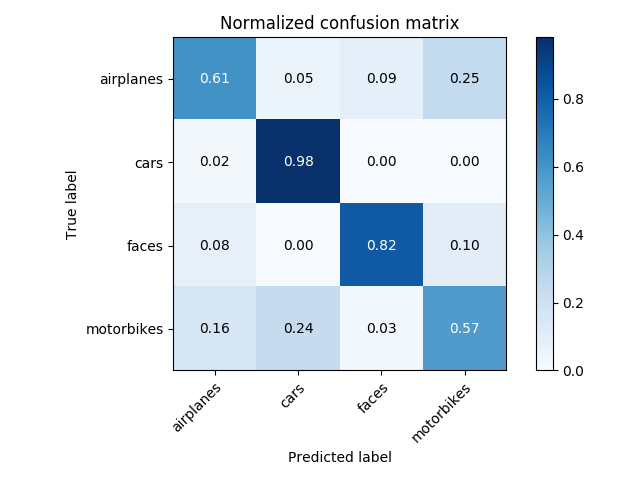 Normalized confusion matrix
airplanes 0.61 0.05 0.09 0.25
cars 0.02 0.98 0.00 0.00
faces 0.08 0.00 0.82 0.10
motorbikes 0.16 0.24 0.03 0.57
True label
airplanes cars faces motorbikes
Predicted label
0.8
0.6
0.4
0.2
0.0